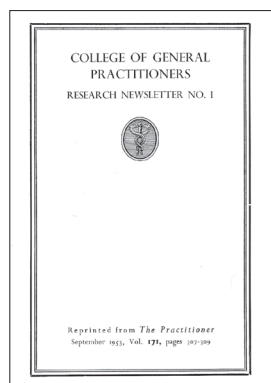 COLLEGE OF GENERAL
PRACTITIONERS
RESEARCH NEWSLETTER NO. 1
Reprinted from The Practitioner
September 1953, Vol. 171, pages 307-309